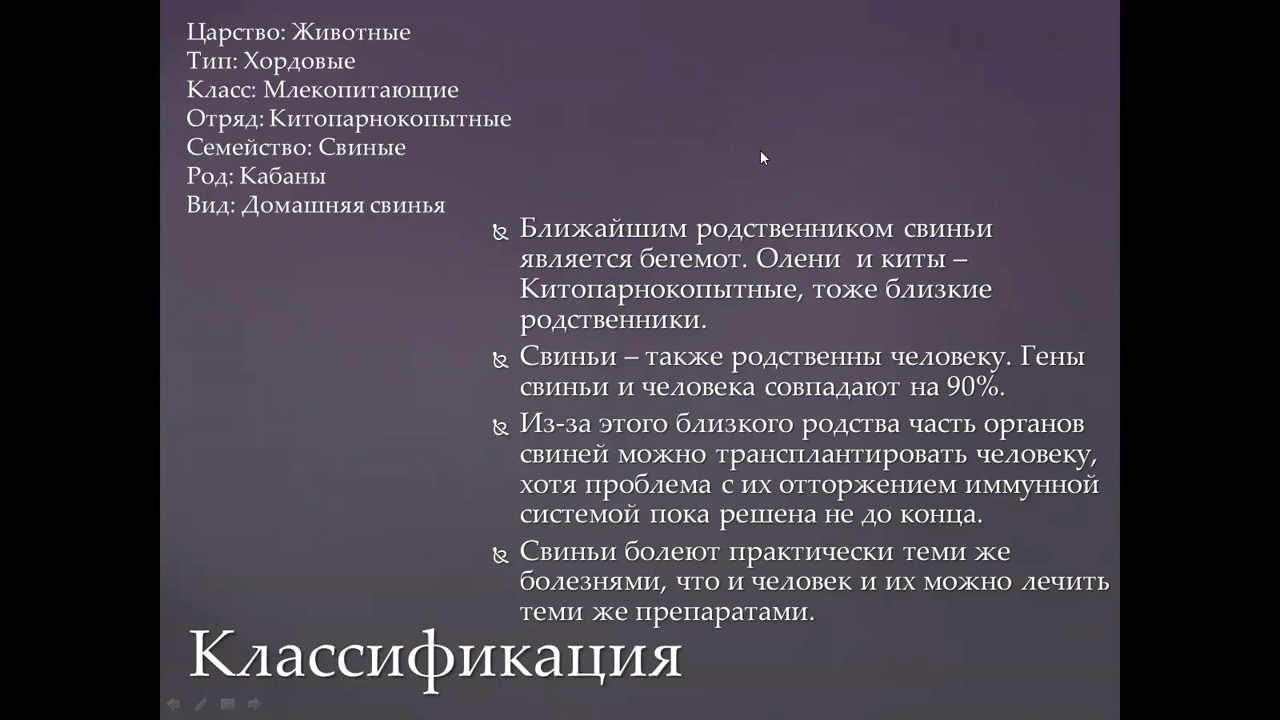 Царство: Животные
Тип: Хордовые
Класс: Млекопитающие
Отряд: Китопарнокопытные
Семейство: Свиные
Род: Кабаны
Вид: Домашняя свинья
Ближайшим родственником свиньи
является бегемот. Олени и киты –
Китопарнокопытные, тоже близкие
родственники.
Свиньи – также родственны человеку. Гены
свиньи и человека совпадают на 90%.
Из-за этого близкого родства часть органов
свиней можно трансплантировать человеку,
хотя проблема с их отторжением иммунной
системой пока решена не до конца.
Свиньи болеют практически теми же
болезнями, что и человек и их можно лечить
теми же препаратами.
Классификация